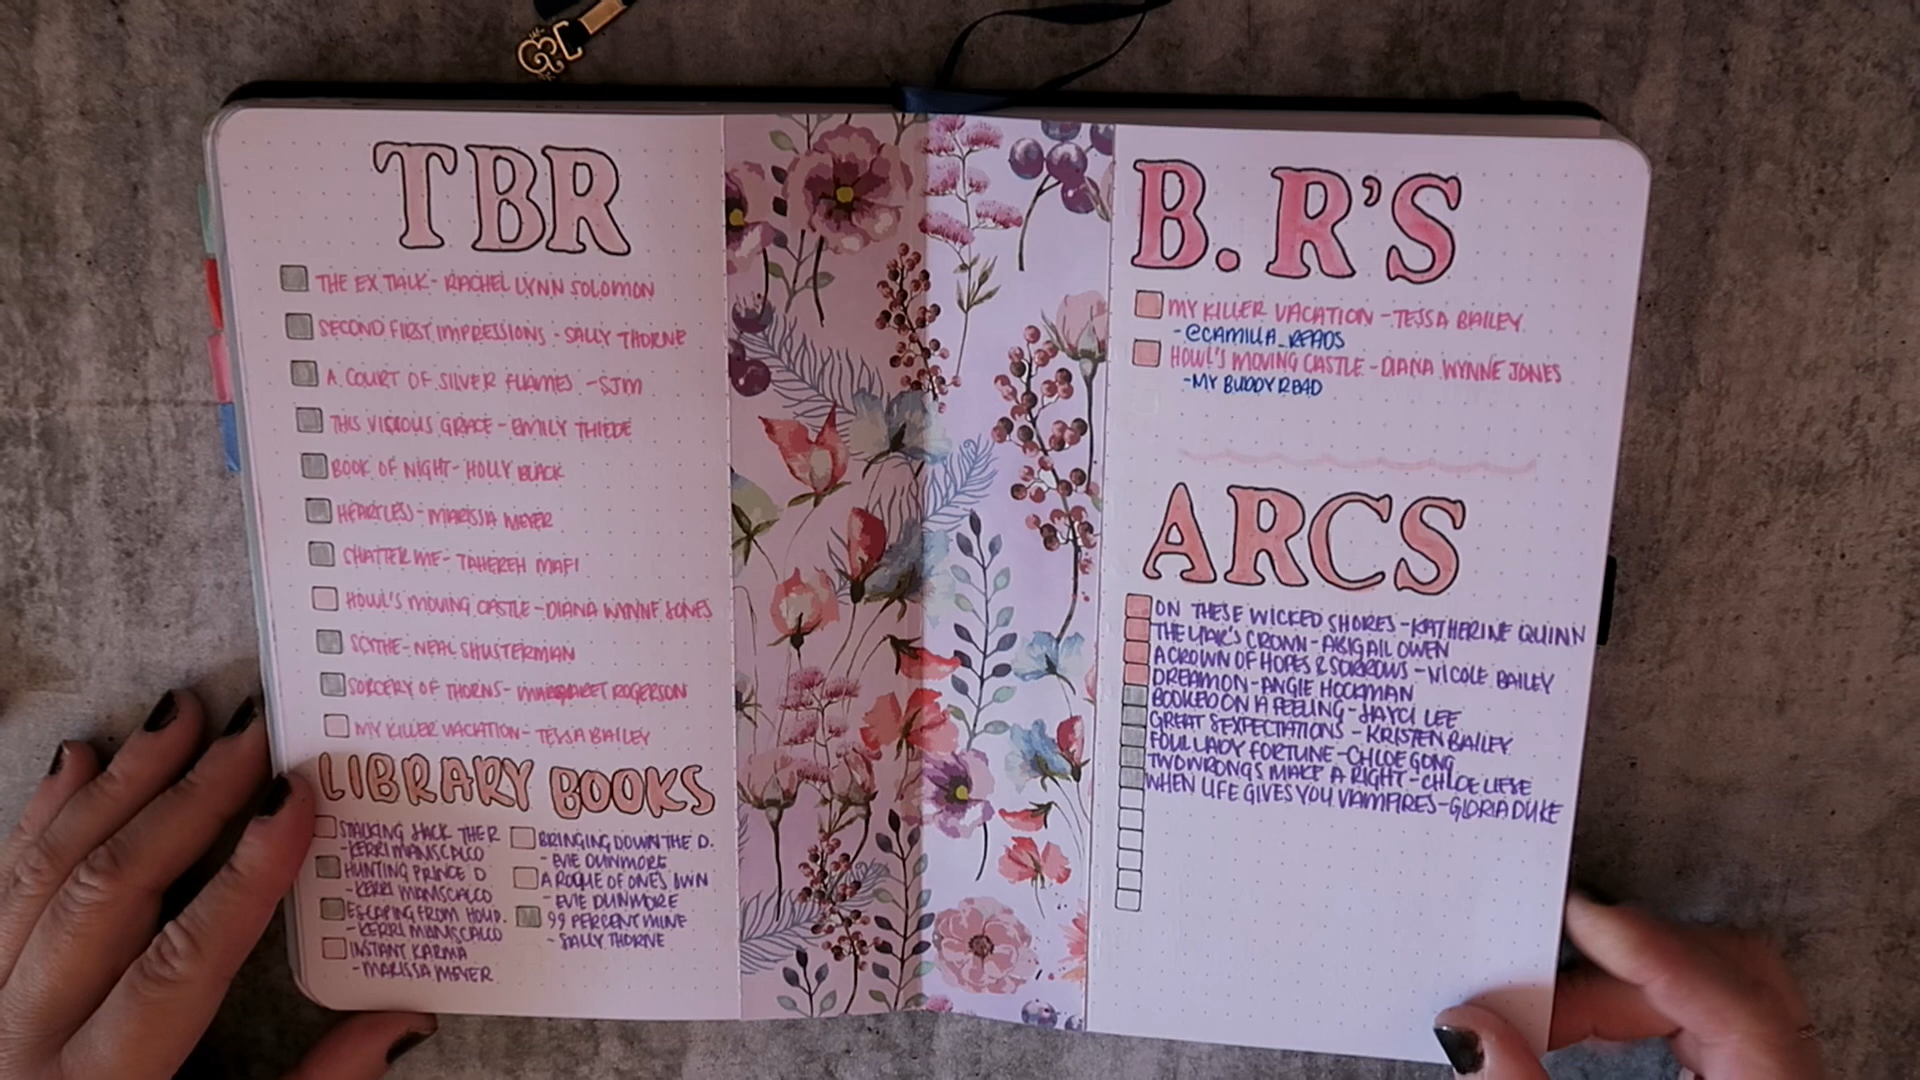 TBR
THE EX TALK - RACHEL LYNN SOLOMON
SECOND FIRST IMPRESSIONS - SALLY THORNE
A COURT OF SILVER FLAMES - SJM
THIS VICIOUS GRACE - EMILY THIEDE
BOOK OF NIGHT - HOLLY BLACK
HEARTLESS - MARISSA MEYER
SHATTER ME - TAHEREH MAFI
HOWL'S MOVING CASTLE - DIANA WYNNE JONES
SCYTHE - NEAL SHUSTERMAN
SORCERY OF THORNS - MARGARET ROGERSON
MY KILLER VACATION - TESSA BAILEY
LIBRARY BOOKS
STALKING JACK THE R
- KERRI MANISCALCO
HUNTING PRINCE D
- KERRI MANISCALCO
ESCAPING FROM HOUD.
- KERRI MANISCALCO
INSTANT KARMA
- MARISSA MEYER
BRINGING DOWN THE D.
- EVIE DUNMORE
A ROGUE OF ONE'S OWN
- EVIE DUNMORE
99 PERCENT MINE
- SALLY THORNE
B. R'S
MY KILLER VACATION - TESSA BAILEY
- @CAMILLA_READS
HOWL'S MOVING CASTLE - DIANA WYNNE JONES
- MY BUDDYREAD
ARCS
ON THESE WICKED SHORES - KATHERINE QUINN
THE LIAR'S CROWN - ABIGAIL OWEN
A CROWN OF HOPES & SORROWS - NICOLE BAILEY
DREAM ON - ANGIE HOCKMAN
BOOKED ON A FEELING - JAYCI LEE
GREAT SEXPECTATIONS - KRISTEN BAILEY
FOUL LADY FORTUNE - CHLOE GONG
TWO WRONGS MAKE A RIGHT - CHLOE LIESE
WHEN LIFE GIVES YOU VAMPIRES - GLORIA DUKE